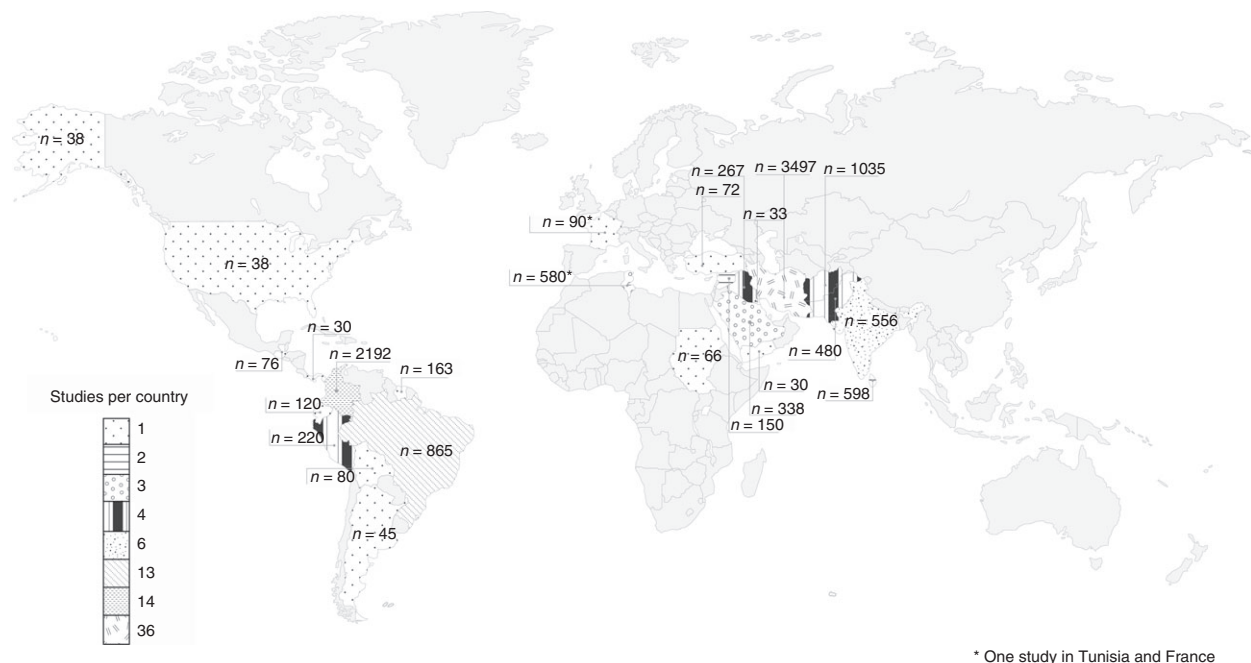 n = 38
n = 267
n = 3497
n = 1035
n = 72
n = 33
n = 90*
n = 38
n = 580*
n = 30
n = 2192
n = 76
n = 163
n = 556
n = 66
n = 480
n = 120
n = 30
n = 598
n = 338
n = 220
n = 150
n = 865
n = 80
n = 45
Studies per country
1
2
3
4
6
13
14
36
* One study in Tunisia and France